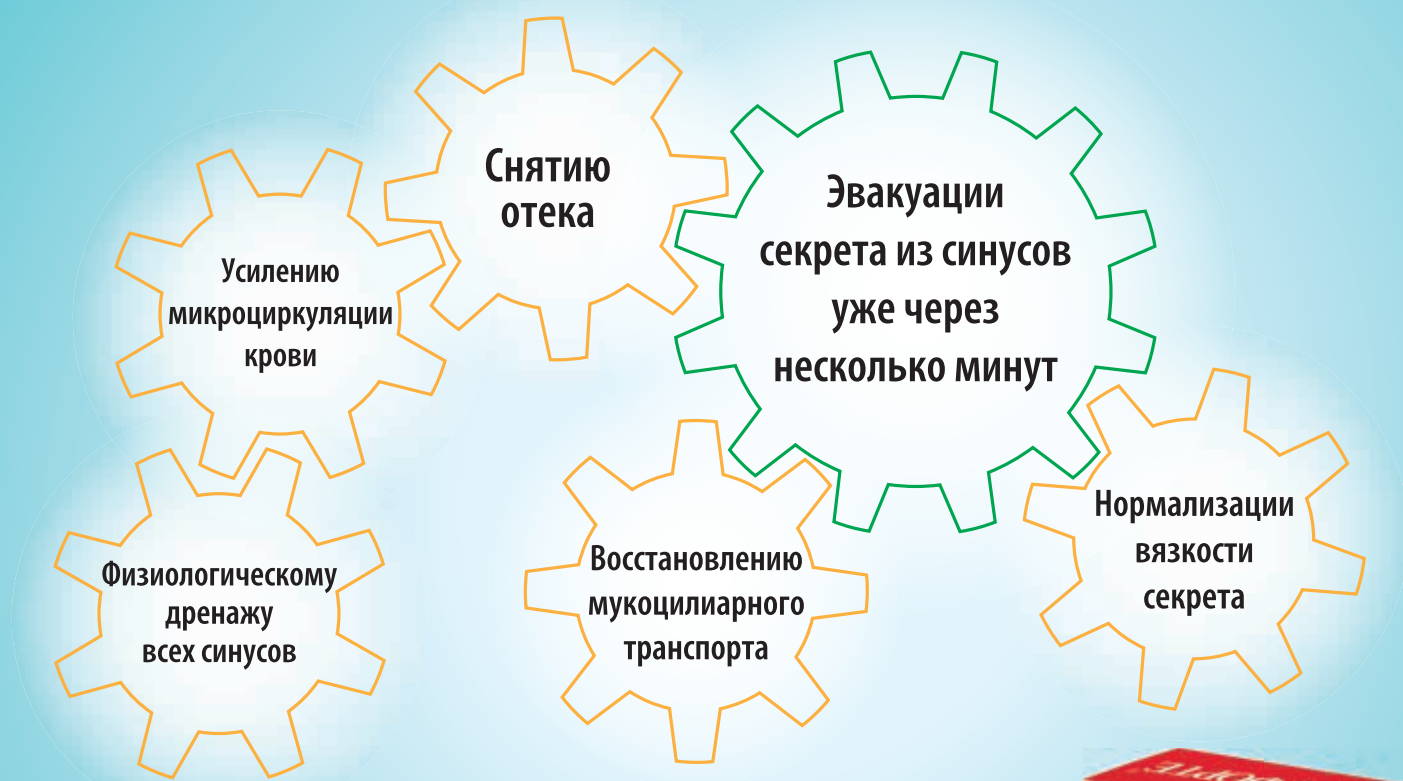 Снятию
отека
Эвакуации
секрета из синусов
уже через
несколько минут
Усилению
микроциркуляции
крови
Нормализации
вязкости
секрета
Восстановлению
мукоцилиарного
транспорта
Физиологическому
дренажу
всех синусов